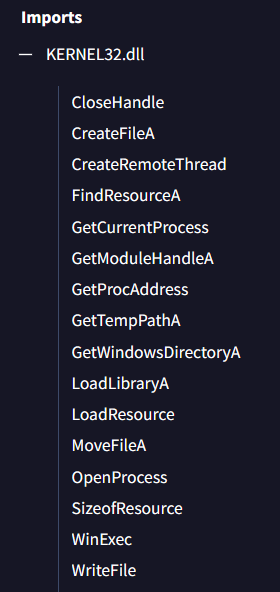 Imports
— KERNEL32.dll
CloseHandle
CreateFileA
CreateRemoteThread
FindResourceA
GetCurrentProcess
GetModuleHandleA
GetProcAddress
GetTempPathA
GetWindowsDirectoryA
LoadLibraryA
LoadResource
MoveFileA
OpenProcess
SizeofResource
WinExec
WriteFile